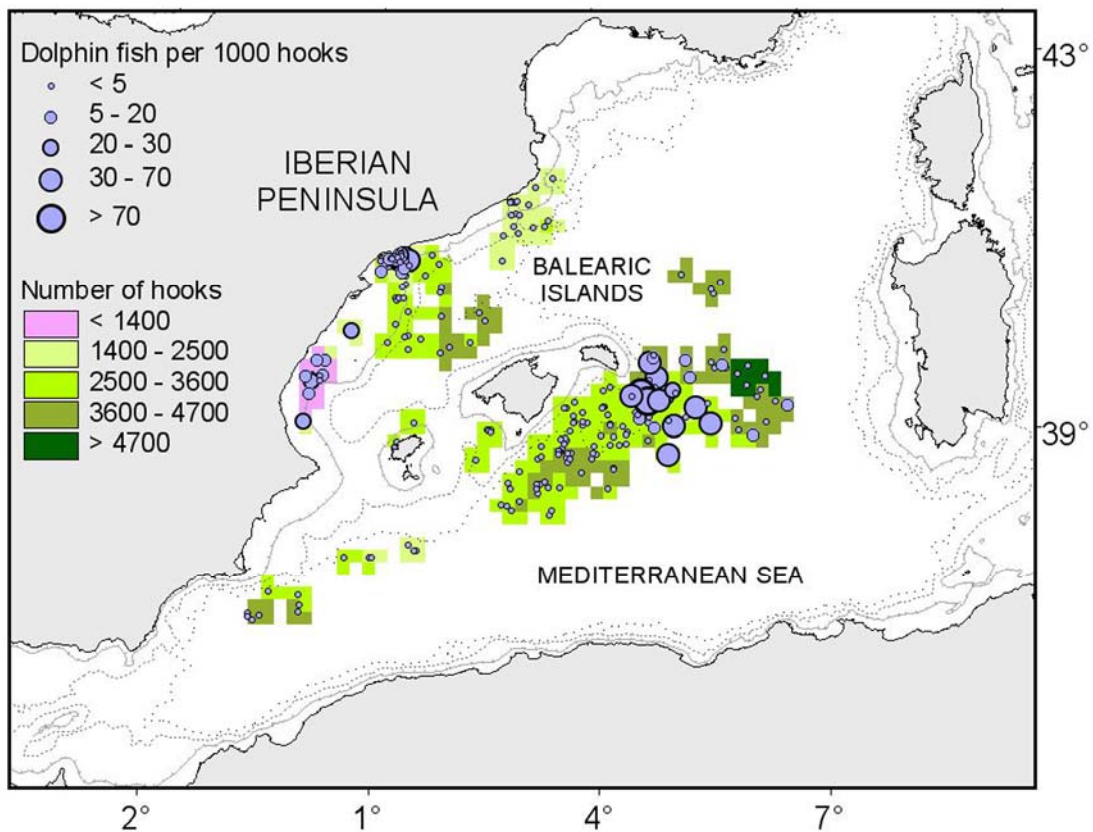 Dolphin fish per 1000 hooks
< 5
5 - 20
20 - 30
30 - 70
> 70
Number of hooks
< 1400
1400 - 2500
2500 - 3600
3600 - 4700
> 4700
IBERIAN
PENINSULA
BALEARIC
ISLANDS
MEDITERRANEAN SEA
43°
39°
2°
1°
4°
7°